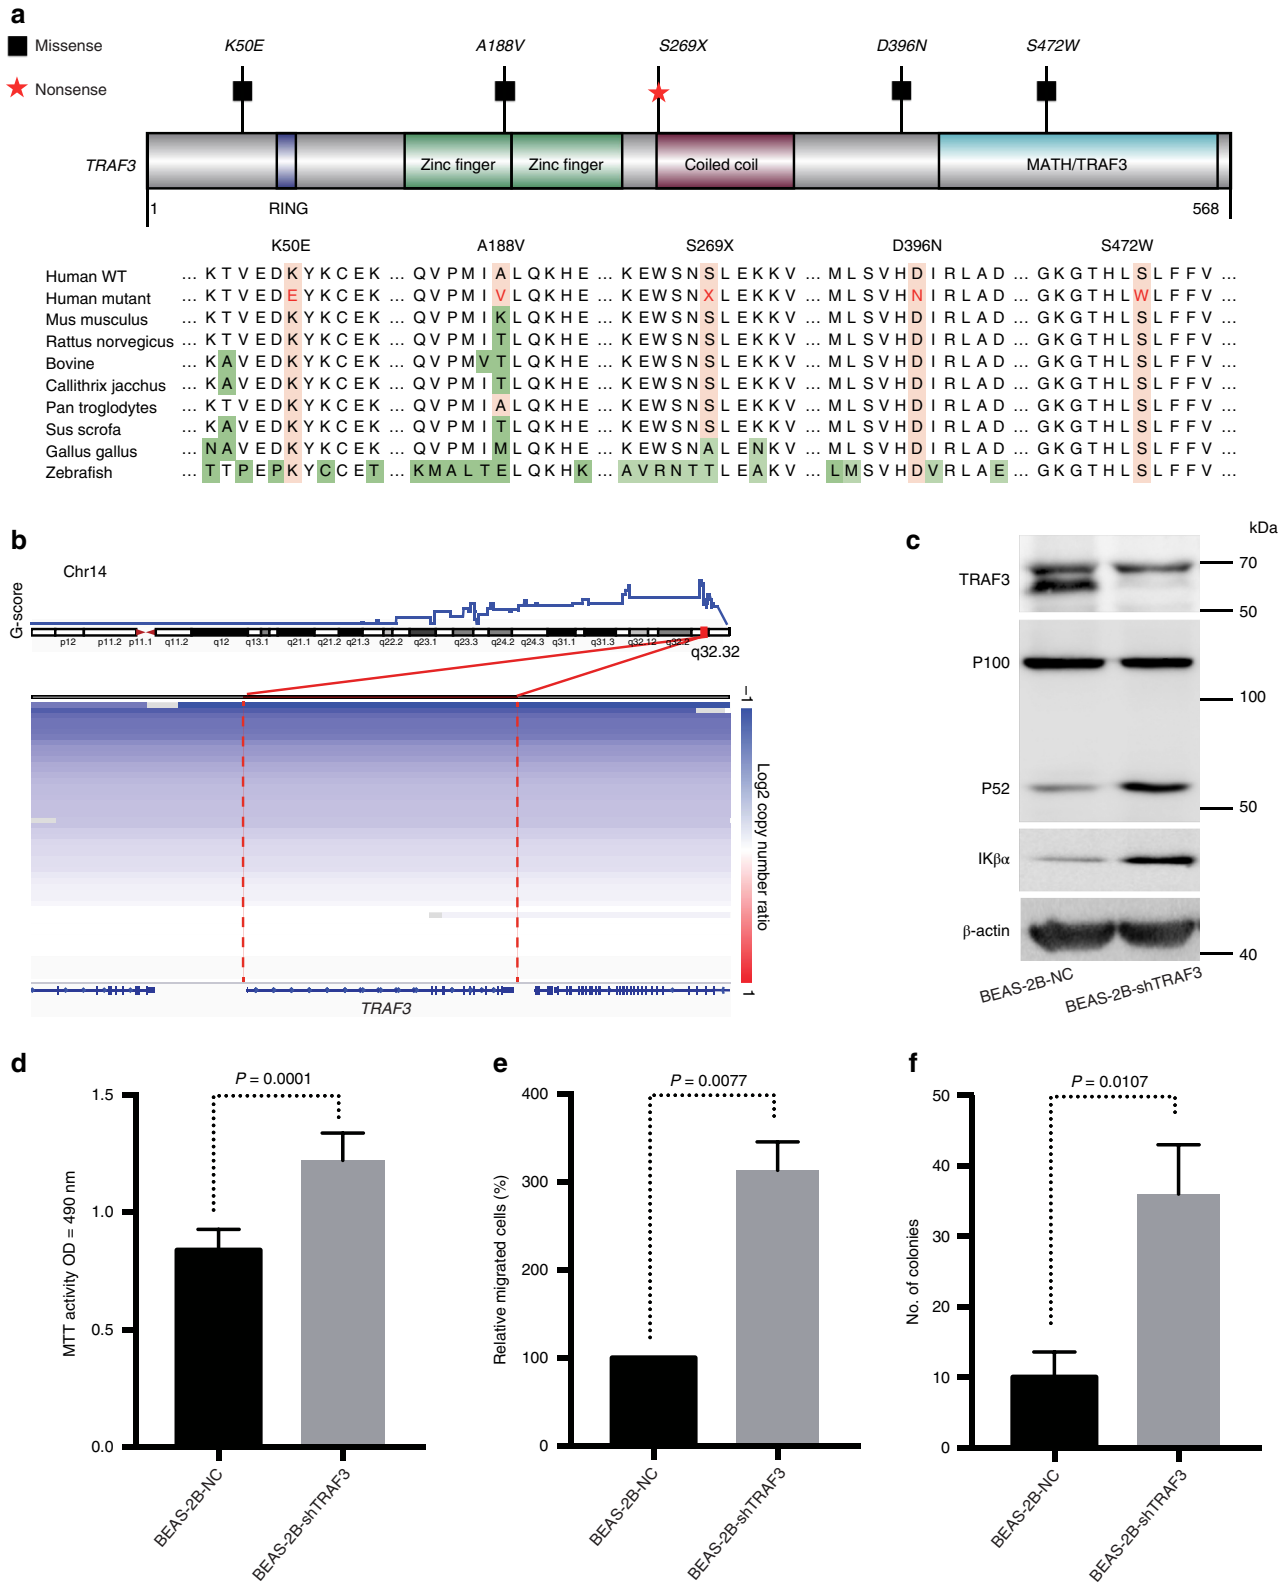 a
Missense
Nonsense
K50E A188V S269X D396N S472W
TRAF3
Zinc finger Zinc finger Coiled coil MATH/TRAF3
1 RING 568
K50E A188V S269X D396N S472W
Human WT ... K T V E D K Y K C E K ... Q V P M I A L Q K H E ... K E W S N S L E K K V ... M L S V H D I R L A D ... G K G T H L S L F F V ...
Human mutant ... K T V E D E Y K C E K ... Q V P M I V L Q K H E ... K E W S N X L E K K V ... M L S V H N I R L A D ... G K G T H L W L F F V ...
Mus musculus ... K T V E D K Y K C E K ... Q V P M I K L Q K H E ... K E W S N S L E K K V ... M L S V H D I R L A D ... G K G T H L S L F F V ...
Rattus norvegicus ... K T V E D K Y K C E K ... Q V P M I T L Q K H E ... K E W S N S L E K K V ... M L S V H D I R L A D ... G K G T H L S L F F V ...
Bovine ... K A V E D K Y K C E K ... Q V P M V T L Q K H E ... K E W S N S L E K K V ... M L S V H D I R L A D ... G K G T H L S L F F V ...
Callithrix jacchus ... K A V E D K Y K C E K ... Q V P M I T L Q K H E ... K E W S N S L E K K V ... M L S V H D I R L A D ... G K G T H L S L F F V ...
Pan troglodytes ... K T V E D K Y K C E K ... Q V P M I A L Q K H E ... K E W S N S L E K K V ... M L S V H D I R L A D ... G K G T H L S L F F V ...
Sus scrofa ... K A V E D K Y K C E K ... Q V P M I T L Q K H E ... K E W S N S L E K K V ... M L S V H D I R L A D ... G K G T H L S L F F V ...
Gallus gallus ... N A V E D K Y K C E K ... Q V P M I M L Q K H E ... K E W S N A L E N K V ... M L S V H D I R L A D ... G K G T H L S L F F V ...
Zebrafish ... T T P E P K Y C C E T ... K M A L T E L Q K H K ... A V R N T T L E A K V ... L M S V H D V R L A E ... G K G T H L S L F F V ...
b
Chr14
G-score
p12 p11.2 p11.1 q11.2 q12 q13.1 q21.1 q21.2 q21.3 q22.2 q23.1 q23.3 q24.2 q24.3 q31.1 q31.3 q32.12 q32.2
q32.32
–1
Log2 copy number ratio
1
TRAF3
c
kDa
TRAF3
70
50
P100
100
P52
50
IKβα
β-actin
40
BEAS-2B-NC
BEAS-2B-shTRAF3
d
P = 0.0001
MTT activity OD = 490 nm
1.5
1.0
0.5
0.0
BEAS-2B-NC
BEAS-2B-shTRAF3
e
P = 0.0077
Relative migrated cells (%)
400
300
200
100
0
BEAS-2B-NC
BEAS-2B-shTRAF3
f
P = 0.0107
No. of colonies
50
40
30
20
10
0
BEAS-2B-NC
BEAS-2B-shTRAF3